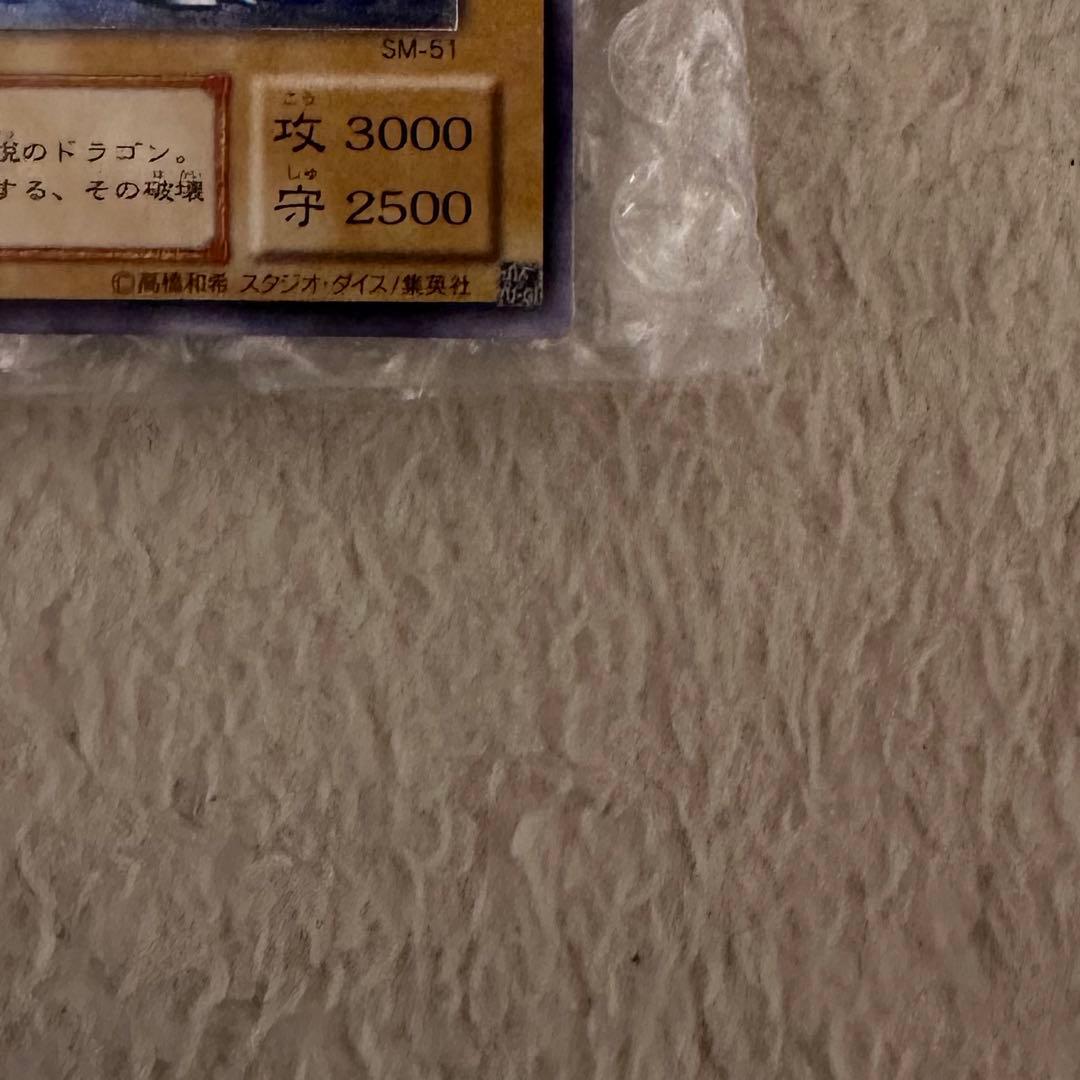 SM-51
攻 3000
守 2500
説のドラゴン。
する、その破壊
©高橋和希 スタジオ・ダイス/集英社